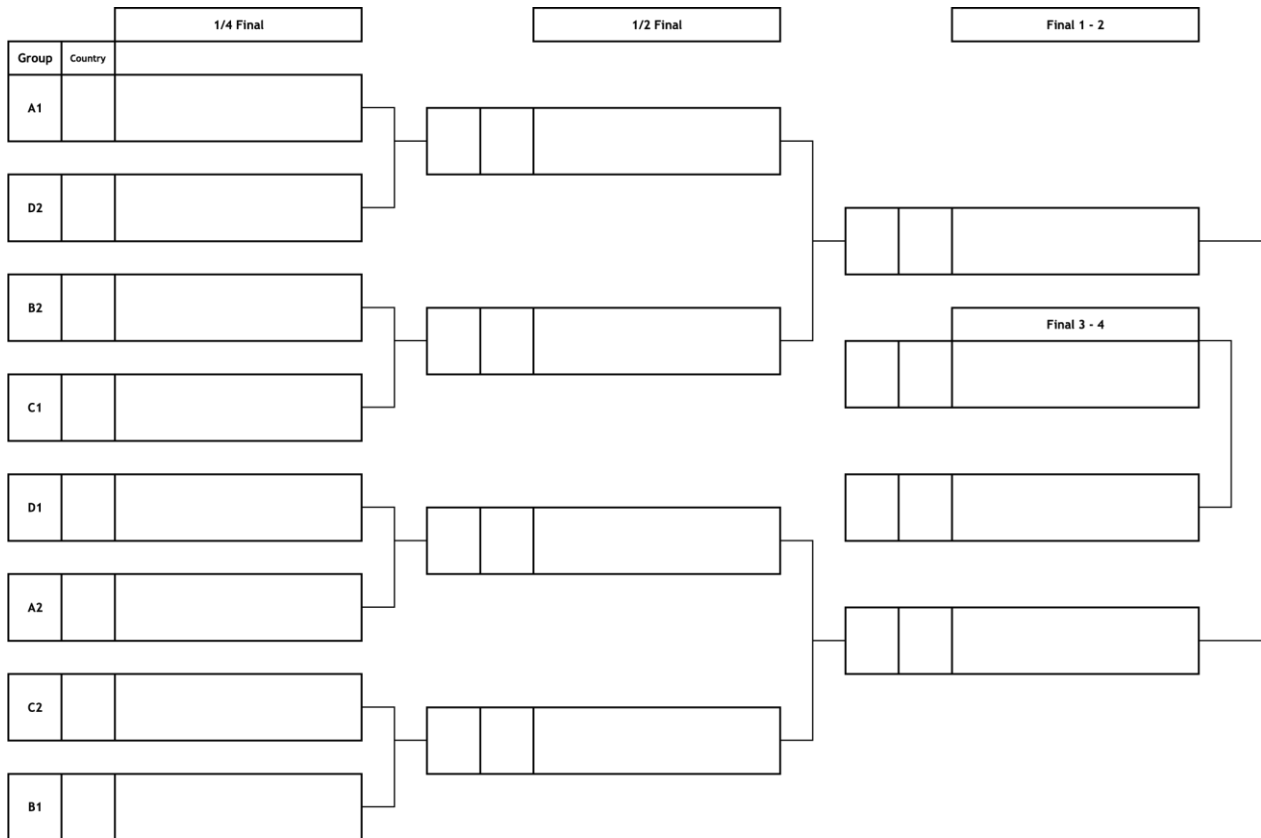 1/4 Final
1/2 Final
Final 1 - 2
Group Country
A1
D2
B2
Final 3 - 4
C1
D1
A2
C2
B1